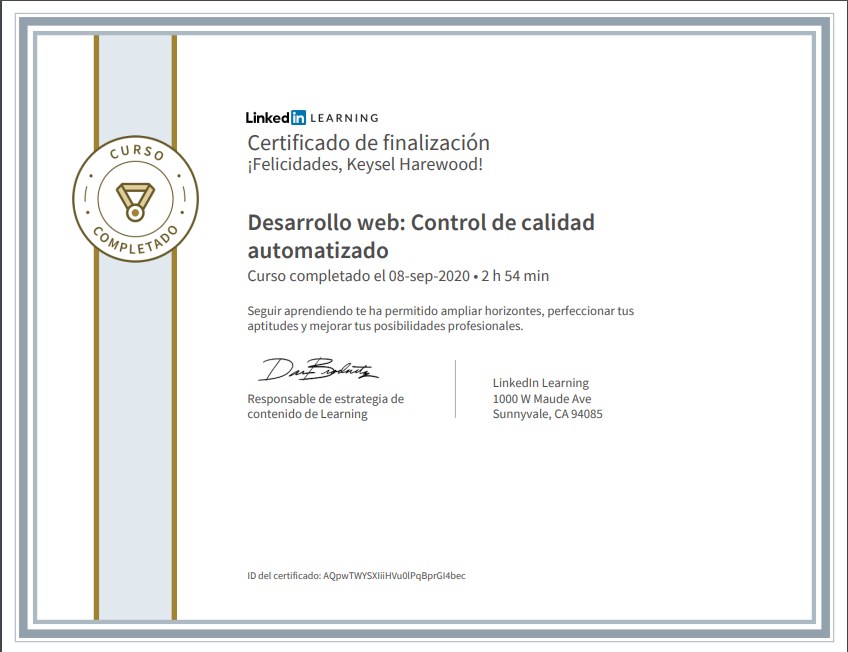 CURSO
COMPLETADO
LinkedIn LEARNING
Certificado de finalización
¡Felicidades, Keysel Harewood!
Desarrollo web: Control de calidad
automatizado
Curso completado el 08-sep-2020 • 2 h 54 min
Seguir aprendiendo te ha permitido ampliar horizontes, perfeccionar tus
aptitudes y mejorar tus posibilidades profesionales.
Responsable de estrategia de
contenido de Learning
LinkedIn Learning
1000 W Maude Ave
Sunnyvale, CA 94085
ID del certificado: AQpwTWYSXIiiHVu0lPqBprGI4bec